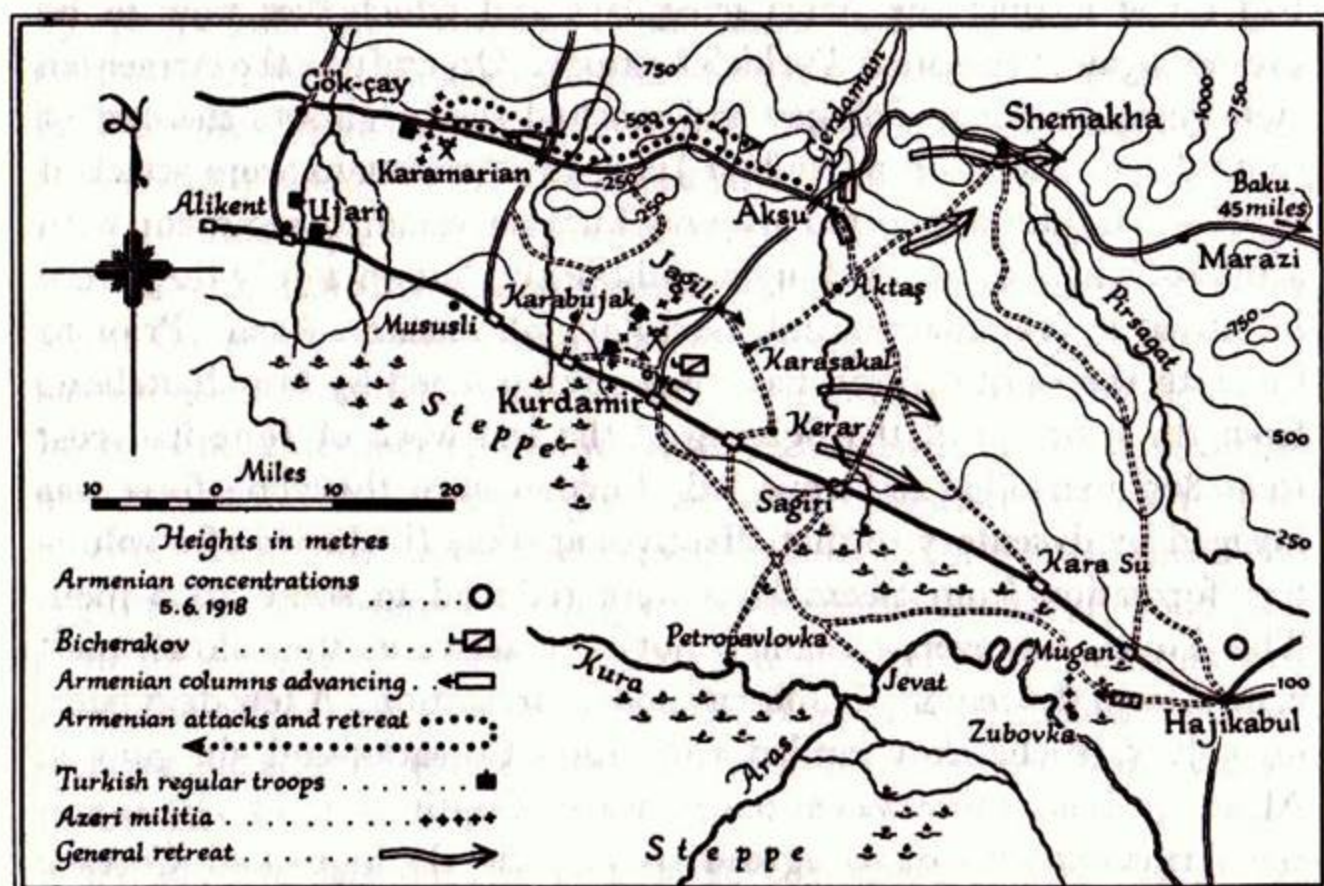 Gök-çay
750
500
Girdaman
Shemakha
1000
750
Karamarian
250
250
Alikent
Ujari
Aksu
Baku
45 miles
Marazi
Jasili
Aktaş
Pirsagat
750
Karabujak
Mususli
Karasakal
Steppe
Kurdamir
Kerar
500
Miles
10 0 10 20
Sagiri
Heights in metres
250
Kara Su
Armenian concentrations
5.6.1918
Bicherakov
Petropavlovka
Mugan
Kura
Armenian columns advancing
Jevat
100
Armenian attacks and retreat
Zubovka
Hajikabul
Aras
Turkish regular troops
Azeri militia
Steppe
General retreat